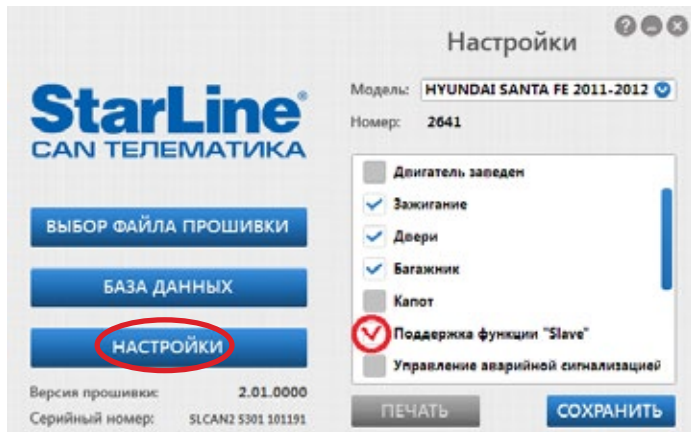 StarLine®
CAN ТЕЛЕМАТИКА
ВЫБОР ФАЙЛА ПРОШИВКИ
БАЗА ДАННЫХ
НАСТРОЙКИ
Версия прошивки: 2.01.0000
Серийный номер: SLCAN2 5301 101191
Настройки
Модель: HYUNDAI SANTA FE 2011-2012
Номер: 2641
Двигатель заведен
Зажигание
Двери
Багажник
Капот
Поддержка функции "Slave"
Управление аварийной сигнализацией
ПЕЧАТЬ
СОХРАНИТЬ